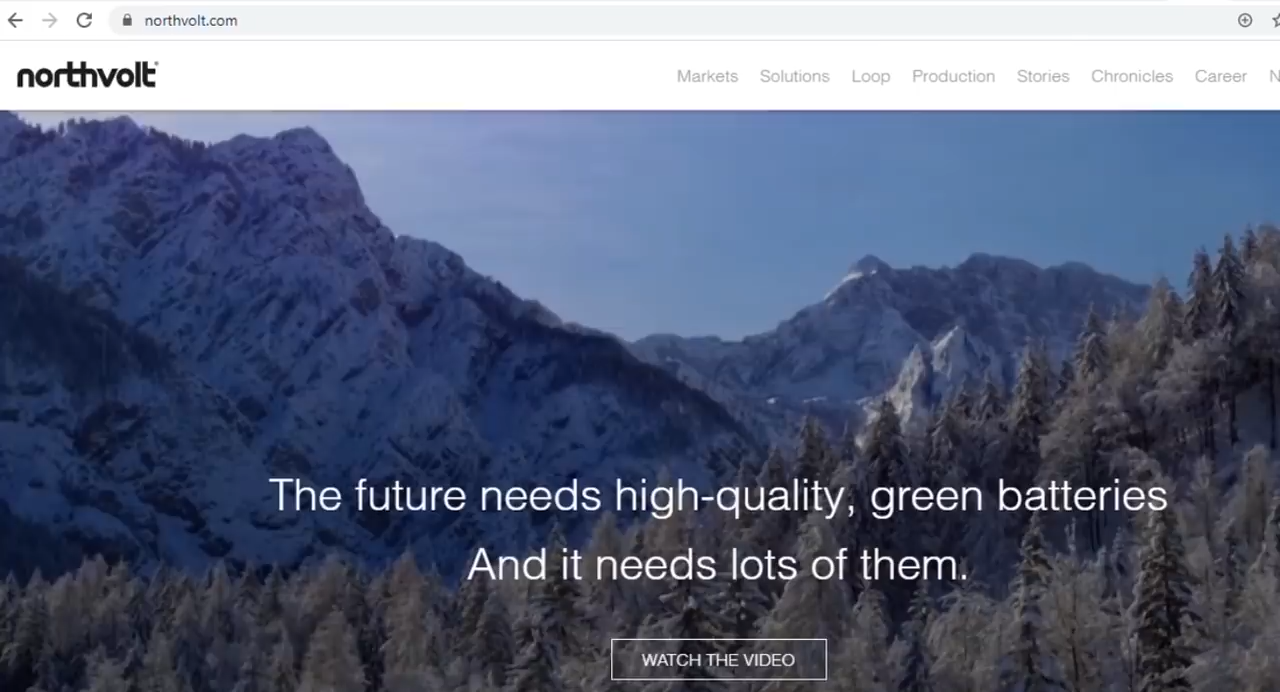 northvolt.com
northvolt
Markets Solutions Loop Production Stories Chronicles Career N
The future needs high-quality, green batteries
And it needs lots of them.
WATCH THE VIDEO